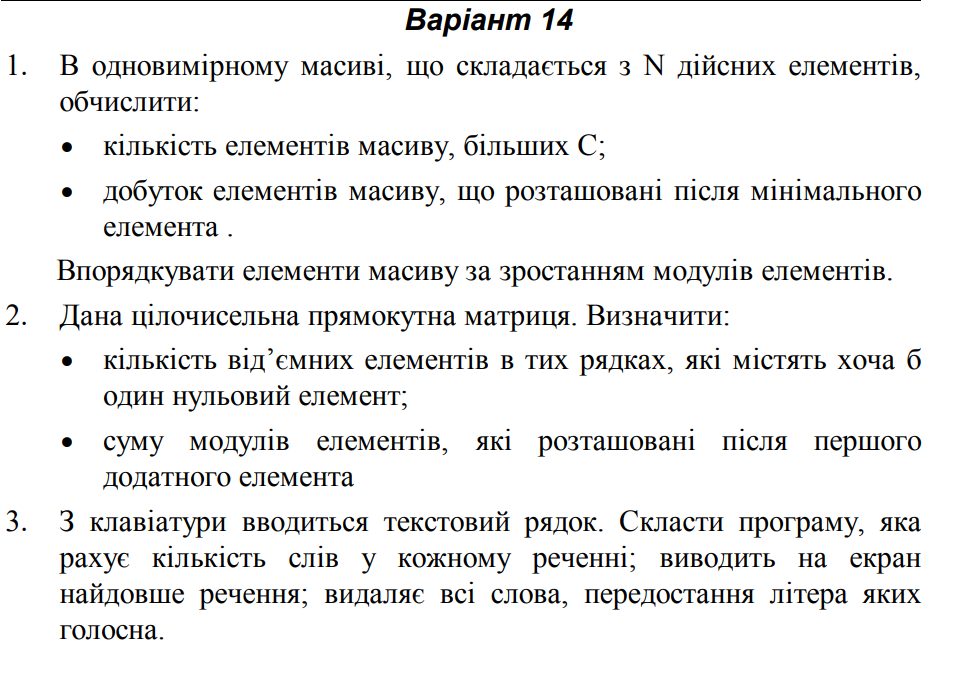 Варіант 14
1. В одновимірному масиві, що складається з N дійсних елементів,
обчислити:
• кількість елементів масиву, більших С;
• добуток елементів масиву, що розташовані після мінімального
елемента .
Впорядкувати елементи масиву за зростанням модулів елементів.
2. Дана цілочисельна прямокутна матриця. Визначити:
• кількість від’ємних елементів в тих рядках, які містять хоча б
один нульовий елемент;
• суму модулів елементів, які розташовані після першого
додатного елемента
3. З клавіатури вводиться текстовий рядок. Скласти програму, яка
рахує кількість слів у кожному реченні; виводить на екран
найдовше речення; видаляє всі слова, передостання літера яких
голосна.